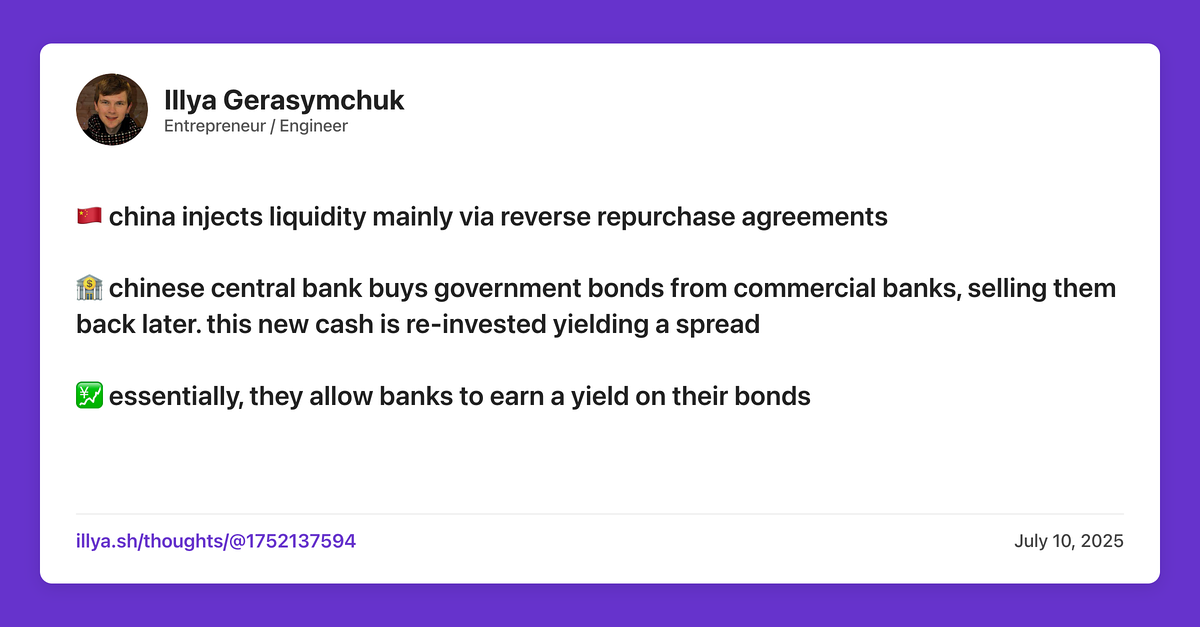 Illya Gerasymchuk
Entrepreneur / Engineer
🇨🇳 china injects liquidity mainly via reverse repurchase agreements
🏦 chinese central bank buys government bonds from commercial banks, selling them
back later. this new cash is re-invested yielding a spread
💹 essentially, they allow banks to earn a yield on their bonds
illya.sh/thoughts/@1752137594
July 10, 2025